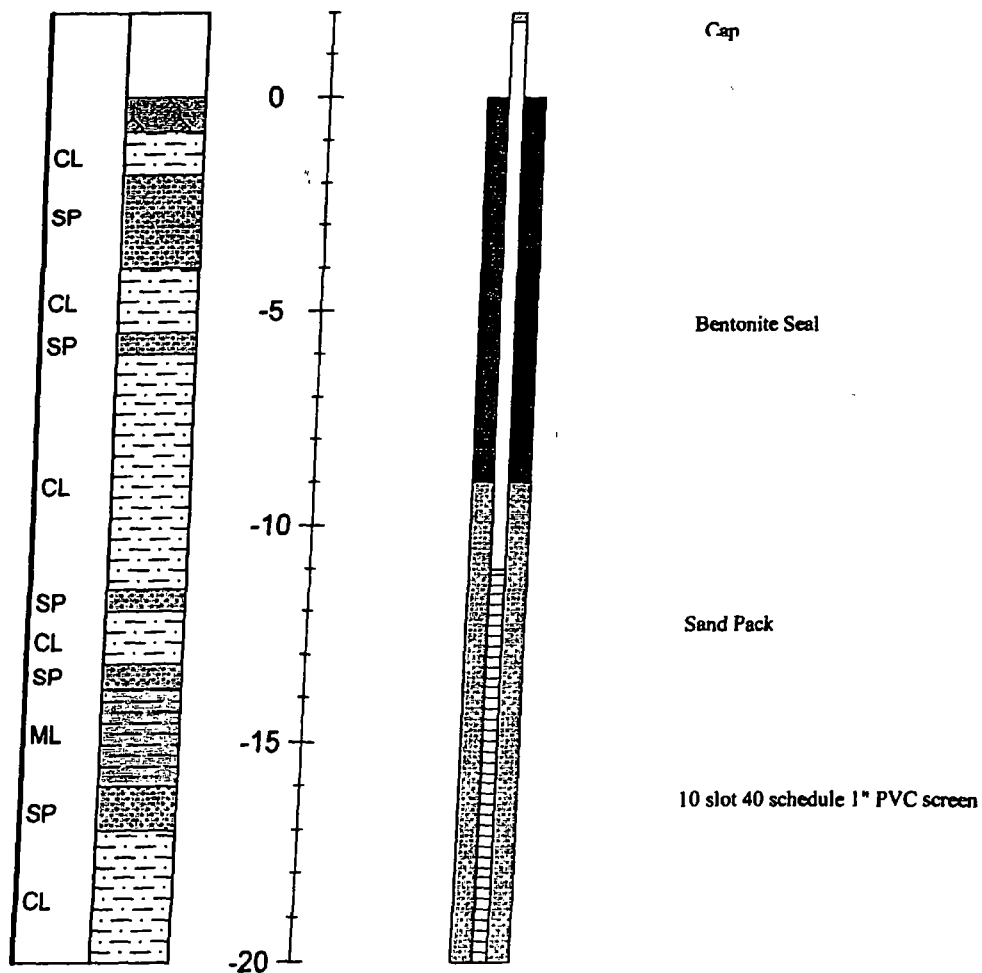 Cap
0
CL
SP
CL
-5
Bentonite Seal
SP
CL
-10
SP
Sand Pack
CL
SP
ML
-15
10 slot 40 schedule 1" PVC screen
SP
CL
-20